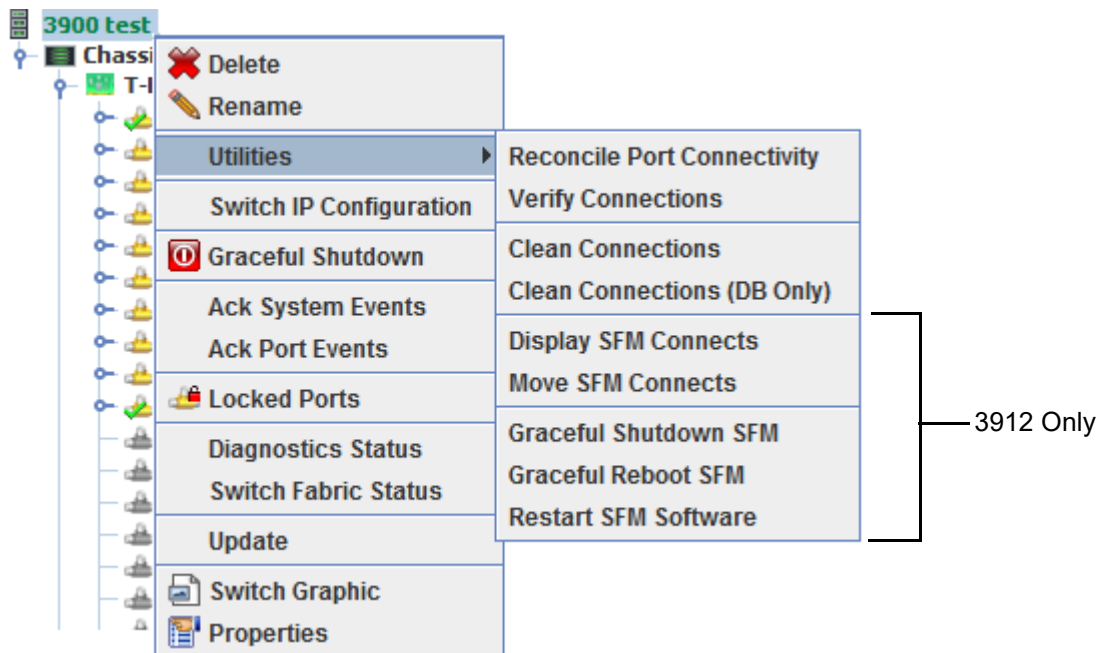 3900 test
Chassi
T-I
Delete
Rename
Utilities
Switch IP Configuration
Graceful Shutdown
Ack System Events
Ack Port Events
Locked Ports
Diagnostics Status
Switch Fabric Status
Update
Switch Graphic
Properties
Reconcile Port Connectivity
Verify Connections
Clean Connections
Clean Connections (DB Only)
Display SFM Connects
Move SFM Connects
Graceful Shutdown SFM
Graceful Reboot SFM
Restart SFM Software
3912 Only